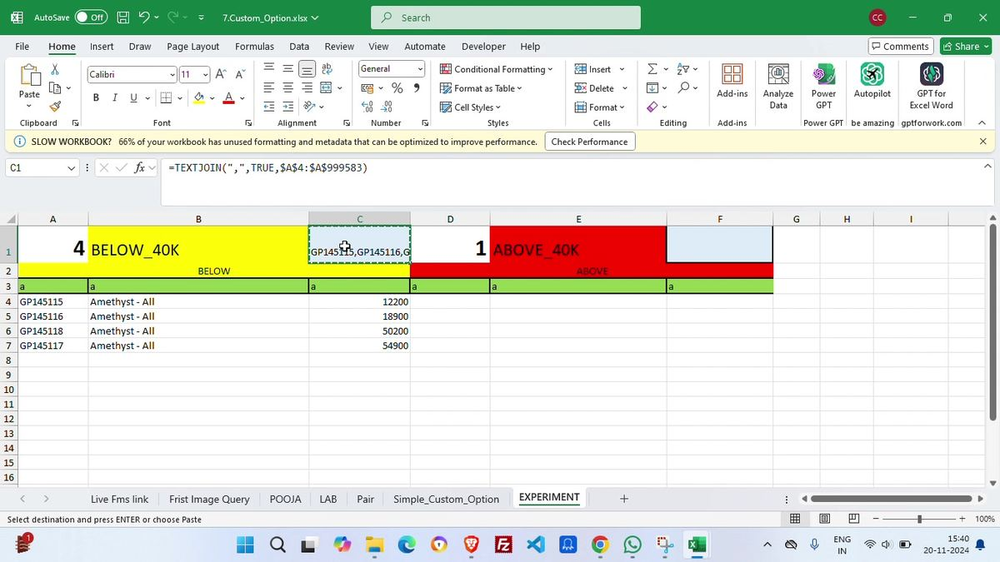 AutoSave Off 7.Custom_Option.xlsx Search CC
File Home Insert Draw Page Layout Formulas Data Review View Automate Developer Help Comments Share
Paste Calibri 11 General Conditional Formatting Format as Table Cell Styles Insert Delete Format Add-ins Analyze Data Power GPT Autopilot GPT for Excel Word
Clipboard Font Alignment Number Styles Cells Editing Add-ins Power GPT be amazing gptforwork.com
SLOW WORKBOOK? 66% of your workbook has unused formatting and metadata that can be optimized to improve performance. Check Performance
C1 fx =TEXTJOIN(",",TRUE,$A$4:$A$999583)
A B C D E F G H I
1 4 BELOW_40K GP145115,GP145116,G 1 ABOVE_40K
2 BELOW ABOVE
3 a a a a a a
4 GP145115 Amethyst - All 12200
5 GP145116 Amethyst - All 18900
6 GP145118 Amethyst - All 50200
7 GP145117 Amethyst - All 54900
8
9
10
11
12
13
14
15
16
Live Fms link Frist Image Query POOJA LAB Pair Simple_Custom_Option EXPERIMENT
Select destination and press ENTER or choose Paste 100%
1 ENG IN 15:40 20-11-2024